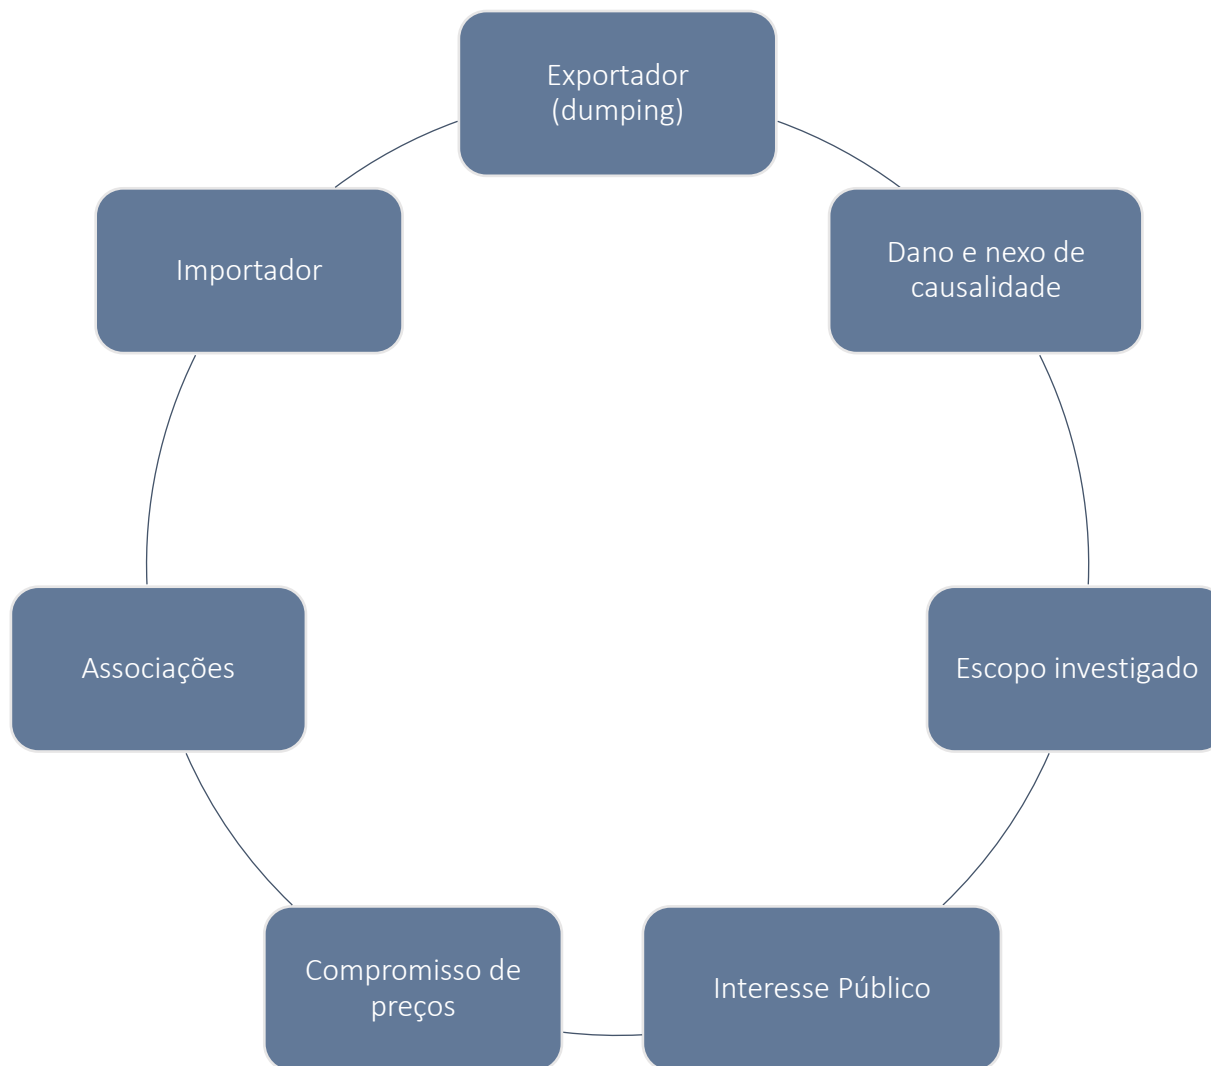 Exportador
(dumping)
Importador
Dano e nexo de
causalidade
Associações
Escopo investigado
Compromisso de
preços
Interesse Público